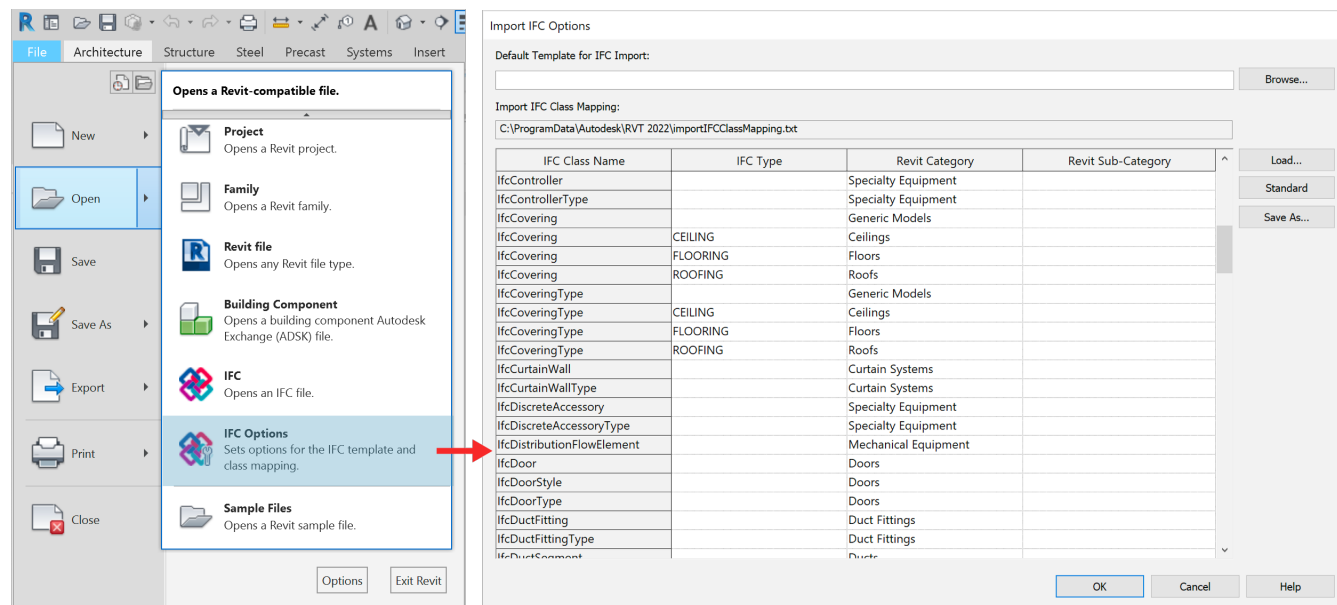 File Architecture Structure Steel Precast Systems Insert
Opens a Revit-compatible file.
New
Open
Save
Save As
Export
Print
Close
Project
Opens a Revit project.
Family
Opens a Revit family.
Revit file
Opens any Revit file type.
Building Component
Opens a building component Autodesk
Exchange (ADSK) file.
IFC
Opens an IFC file.
IFC Options
Sets options for the IFC template and
class mapping.
Sample Files
Opens a Revit sample file.
Options Exit Revit
Import IFC Options
Default Template for IFC Import:
Browse...
Import IFC Class Mapping:
C:\ProgramData\Autodesk\RVT 2022\importIFCClassMapping.txt
IFC Class Name IFC Type Revit Category Revit Sub-Category
IfcController Specialty Equipment
IfcControllerType Specialty Equipment
IfcCovering Generic Models
IfcCovering CEILING Ceilings
IfcCovering FLOORING Floors
IfcCovering ROOFING Roofs
IfcCoveringType Generic Models
IfcCoveringType CEILING Ceilings
IfcCoveringType FLOORING Floors
IfcCoveringType ROOFING Roofs
IfcCurtainWall Curtain Systems
IfcCurtainWallType Curtain Systems
IfcDiscreteAccessory Specialty Equipment
IfcDiscreteAccessoryType Specialty Equipment
IfcDistributionFlowElement Mechanical Equipment
IfcDoor Doors
IfcDoorStyle Doors
IfcDoorType Doors
IfcDuctFitting Duct Fittings
IfcDuctFittingType Duct Fittings
IfcDuctSegment Ducts
Load...
Standard
Save As...
OK Cancel Help